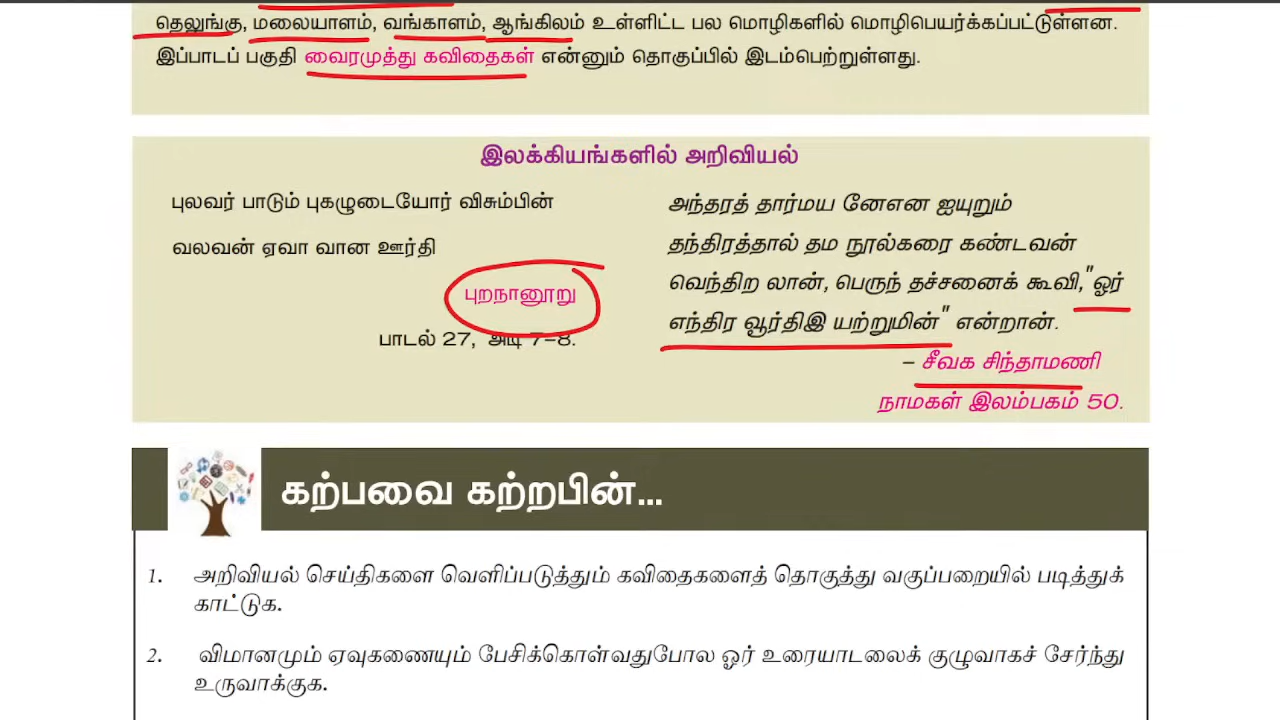 தெலுங்கு, மலையாளம், வங்காளம், ஆங்கிலம் உள்ளிட்ட பல மொழிகளில் மொழிபெயர்க்கப்பட்டுள்ளன.
இப்பாடப் பகுதி வைரமுத்து கவிதைகள் என்னும் தொகுப்பில் இடம்பெற்றுள்ளது.
இலக்கியங்களில் அறிவியல்
புலவர் பாடும் புகழுடையோர் விசும்பின்
வலவன் ஏவா வான ஊர்தி
புறநானூறு
பாடல் 27, அடி 7–8.
அந்தரத் தார்மய னேஎன ஐயுறும்
தந்திரத்தால் தம நூல்கரை கண்டவன்
வெந்திற லான், பெருந் தச்சனைக் கூவி,"ஓர்
எந்திர வூர்திஇ யற்றுமின்" என்றான்.
– சீவக சிந்தாமணி
நாமகள் இலம்பகம் 50.
கற்பவை கற்றபின்...
1. அறிவியல் செய்திகளை வெளிப்படுத்தும் கவிதைகளைத் தொகுத்து வகுப்பறையில் படித்துக்
காட்டுக.
2. விமானமும் ஏவுகணையும் பேசிக்கொள்வதுபோல ஓர் உரையாடலைக் குழுவாகச் சேர்ந்து
உருவாக்குக.